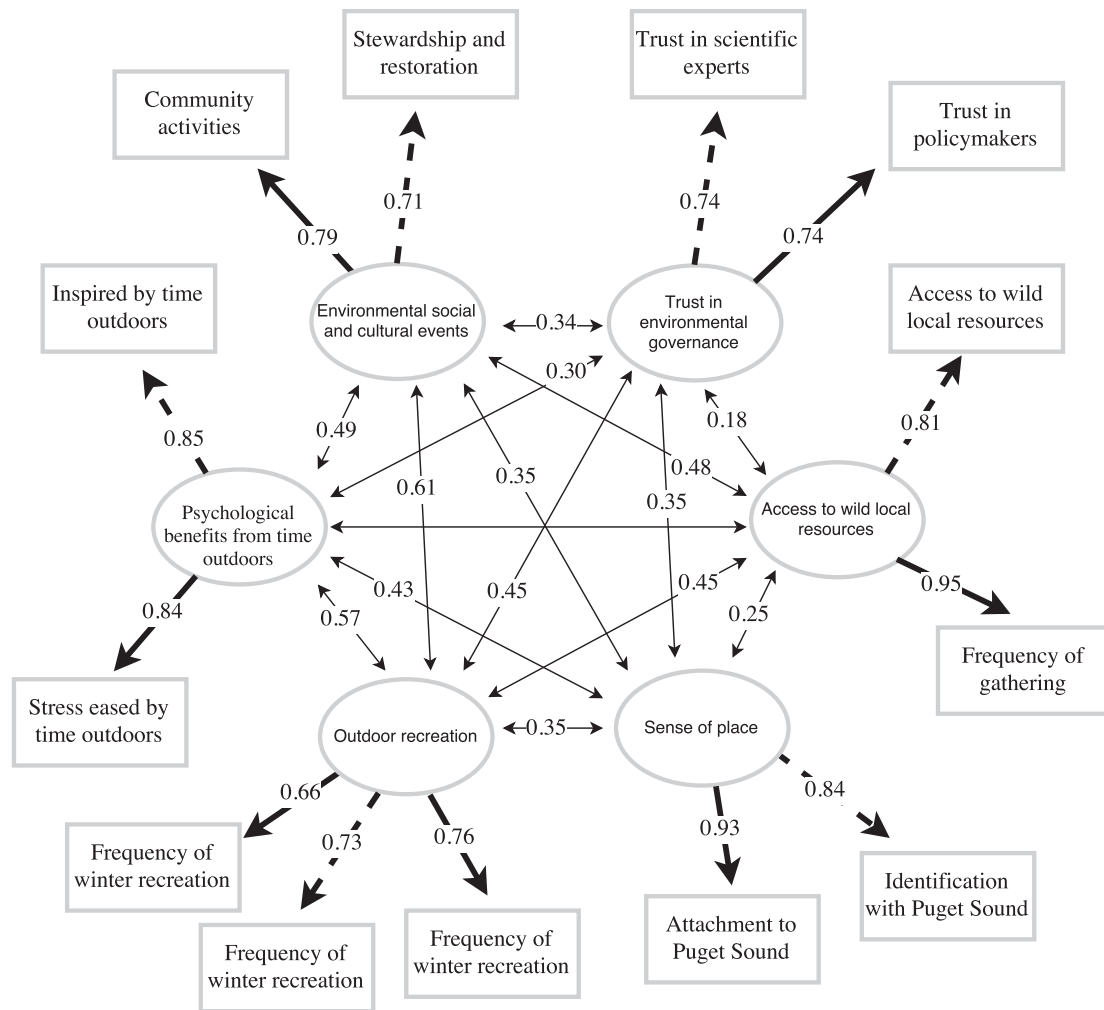 Stewardship and
restoration
Trust in scientific
experts
Community
activities
Trust in
policymakers
0.71
0.74
0.79
0.74
Inspired by time
outdoors
Access to wild
local resources
Environmental social
and cultural events
Trust in
environmental
governance
0.34
0.30
0.85
0.49
0.18
0.81
0.61
0.35
0.48
0.35
Psychological
benefits from time
outdoors
Access to wild local
resources
0.84
0.57
0.43
0.45
0.45
0.25
0.95
Stress eased by
time outdoors
Frequency of
gathering
Outdoor recreation
0.35
Sense of place
0.66
0.73
0.76
0.93
0.84
Frequency of
winter recreation
Frequency of
winter recreation
Frequency of
winter recreation
Attachment to
Puget Sound
Identification
with Puget Sound